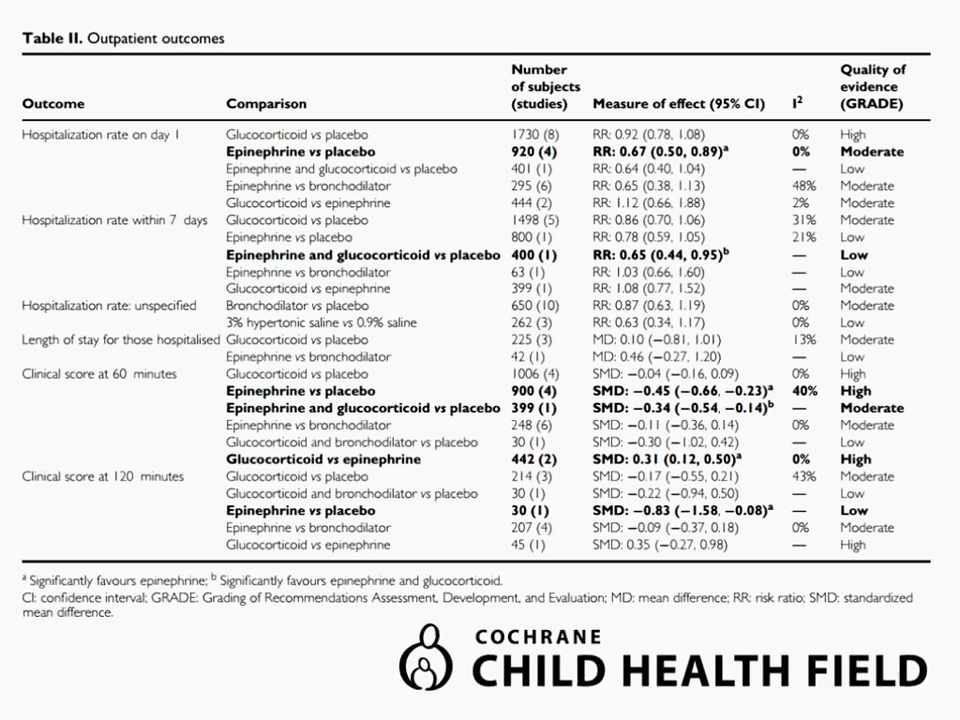 Table II. Outpatient outcomes
Outcome Comparison Number of subjects (studies) Measure of effect (95% CI) I² Quality of evidence (GRADE)
Hospitalization rate on day 1 Glucocorticoid vs placebo 1730 (8) RR: 0.92 (0.78, 1.08) 0% High
Epinephrine vs placebo 920 (4) RR: 0.67 (0.50, 0.89)ᵃ 0% Moderate
Epinephrine and glucocorticoid vs placebo 401 (1) RR: 0.64 (0.40, 1.04) — Low
Epinephrine vs bronchodilator 295 (6) RR: 0.65 (0.38, 1.13) 48% Moderate
Glucocorticoid vs epinephrine 444 (2) RR: 1.12 (0.66, 1.88) 2% Moderate
Hospitalization rate within 7 days Glucocorticoid vs placebo 1498 (5) RR: 0.86 (0.70, 1.06) 31% Moderate
Epinephrine vs placebo 800 (1) RR: 0.78 (0.59, 1.05) 21% Low
Epinephrine and glucocorticoid vs placebo 400 (1) RR: 0.65 (0.44, 0.95)ᵇ — Low
Epinephrine vs bronchodilator 63 (1) RR: 1.03 (0.66, 1.60) — Low
Glucocorticoid vs epinephrine 399 (1) RR: 1.08 (0.77, 1.52) — Moderate
Hospitalization rate: unspecified Bronchodilator vs placebo 650 (10) RR: 0.87 (0.63, 1.19) 0% Moderate
3% hypertonic saline vs 0.9% saline 262 (3) RR: 0.63 (0.34, 1.17) 0% Low
Length of stay for those hospitalised Glucocorticoid vs placebo 225 (3) MD: 0.10 (−0.81, 1.01) 13% Moderate
Epinephrine vs bronchodilator 42 (1) MD: 0.46 (−0.27, 1.20) — Low
Clinical score at 60 minutes Glucocorticoid vs placebo 1006 (4) SMD: −0.04 (−0.16, 0.09) 0% High
Epinephrine vs placebo 900 (4) SMD: −0.45 (−0.66, −0.23)ᵃ 40% High
Epinephrine and glucocorticoid vs placebo 399 (1) SMD: −0.34 (−0.54, −0.14)ᵇ — Moderate
Epinephrine vs bronchodilator 248 (6) SMD: −0.11 (−0.36, 0.14) 0% Moderate
Glucocorticoid and bronchodilator vs placebo 30 (1) SMD: −0.30 (−1.02, 0.42) — Low
Glucocorticoid vs epinephrine 442 (2) SMD: 0.31 (0.12, 0.50)ᵃ 0% High
Clinical score at 120 minutes Glucocorticoid vs placebo 214 (3) SMD: −0.17 (−0.55, 0.21) 43% Moderate
Glucocorticoid and bronchodilator vs placebo 30 (1) SMD: −0.22 (−0.94, 0.50) — Low
Epinephrine vs placebo 30 (1) SMD: −0.83 (−1.58, −0.08)ᵃ — Low
Epinephrine vs bronchodilator 207 (4) SMD: −0.09 (−0.37, 0.18) 0% Moderate
Glucocorticoid vs epinephrine 45 (1) SMD: 0.35 (−0.27, 0.98) — High
ᵃ Significantly favours epinephrine; ᵇ Significantly favours epinephrine and glucocorticoid.
CI: confidence interval; GRADE: Grading of Recommendations Assessment, Development, and Evaluation; MD: mean difference; RR: risk ratio; SMD: standardized
mean difference.
COCHRANE
CHILD HEALTH FIELD